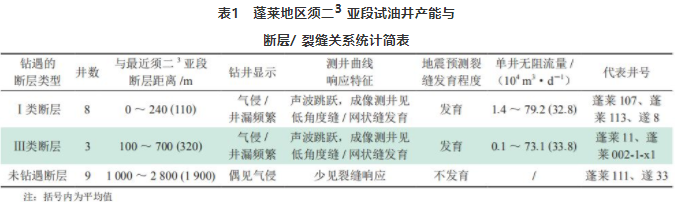 表1 蓬莱地区须二³ 亚段试油井产能与
断层/ 裂缝关系统计简表
钻遇的 断层类型 井数 与最近须二³亚段 断层距离 /m 钻井显示 测井曲线 响应特征 地震预测裂 缝发育程度 单井无阻流量 / (10⁴ m³·d⁻¹) 代表井号
Ⅰ类断层 8 0～240 (110) 气侵 / 井漏频繁 声波跳跃，成像测井见 低角度缝 / 网状缝发育 发育 1.4～79.2 (32.8) 蓬莱 107、蓬 莱 113、遂 8
Ⅲ类断层 3 100～700 (320) 气侵 / 井漏频繁 声波跳跃，成像测井见 低角度缝 / 网状缝发育 发育 0.1～73.1 (33.8) 蓬莱 11、蓬 莱 002-1-x1
未钻遇断层 9 1 000～2 800 (1 900) 偶见气侵 少见裂缝响应 不发育 / 蓬莱 111、遂 33
注：括号内为平均值